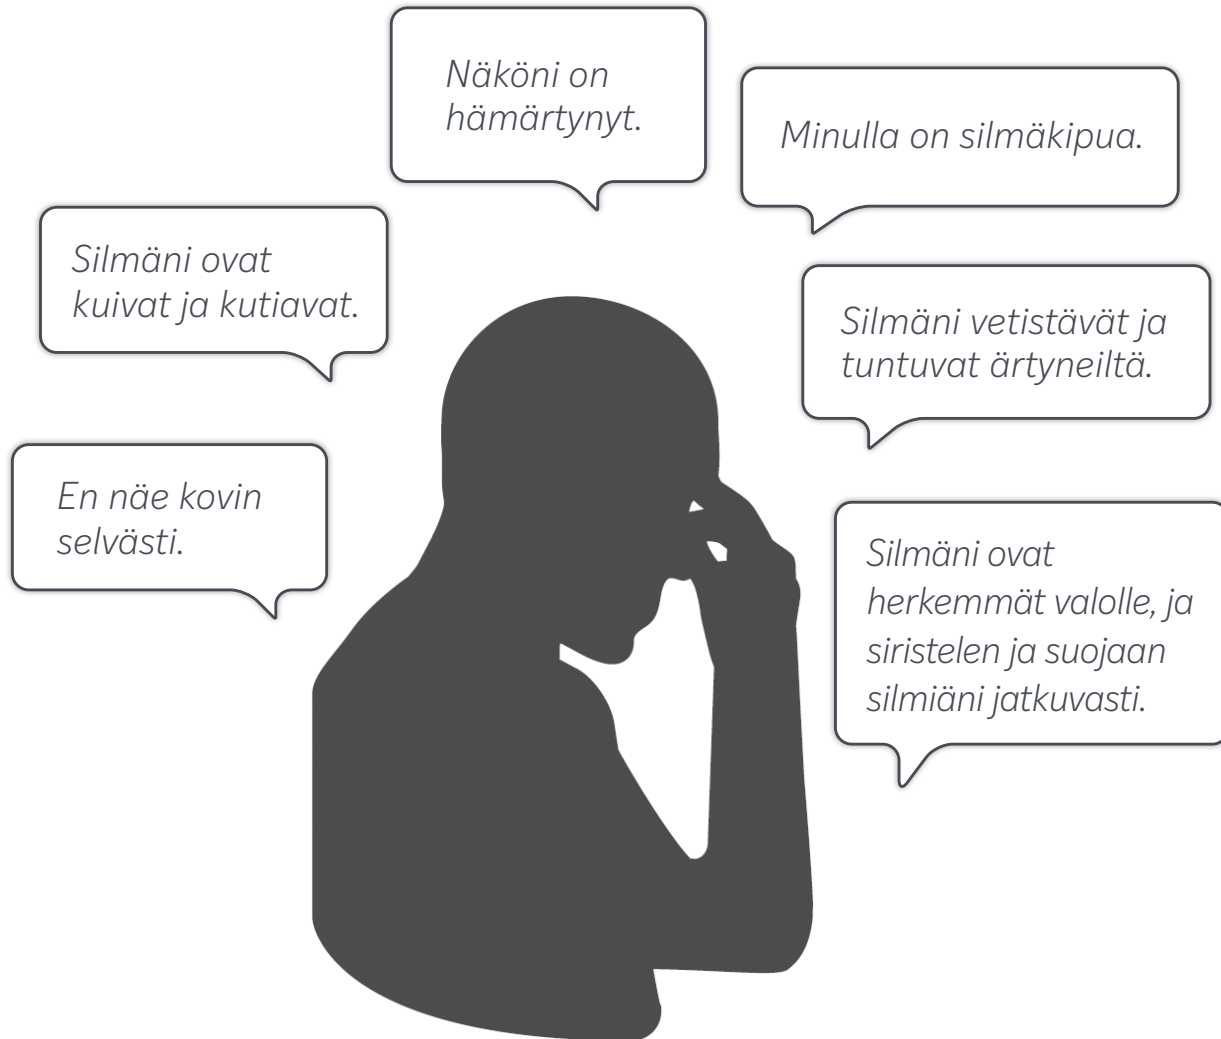 Näköni on
hämärtynyt.
Minulla on silmäkipua.
Silmäni ovat
kuivat ja kutiavat.
Silmäni vetistävät ja
tuntuvat ärtyneiltä.
En näe kovin
selvästi.
Silmäni ovat
herkemmät valolle, ja
siristelen ja suojaan
silmiäni jatkuvasti.